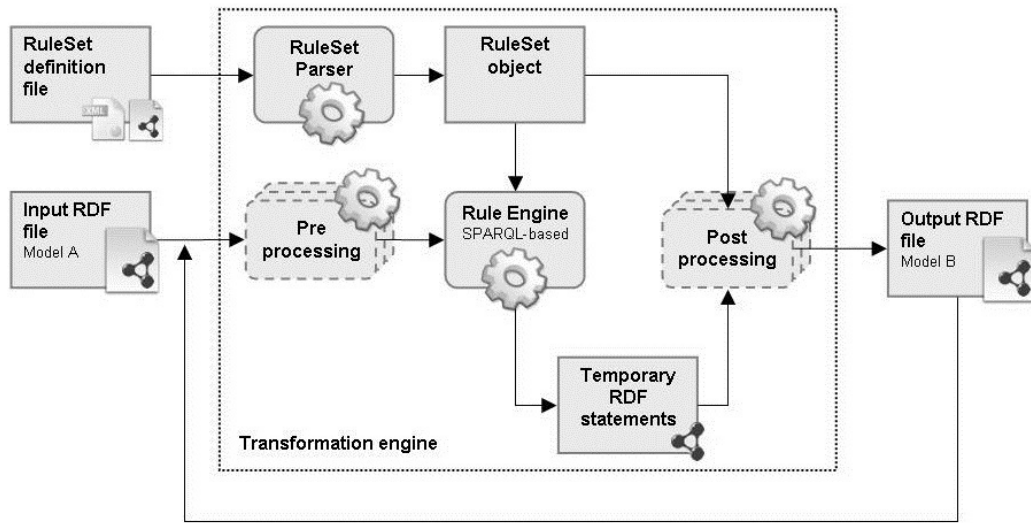 RuleSet
definition
file
XML
RuleSet
Parser
RuleSet
object
Input RDF
file
Model A
Pre
processing
Rule Engine
SPARQL-based
Post
processing
Output RDF
file
Model B
Temporary
RDF
statements
Transformation engine